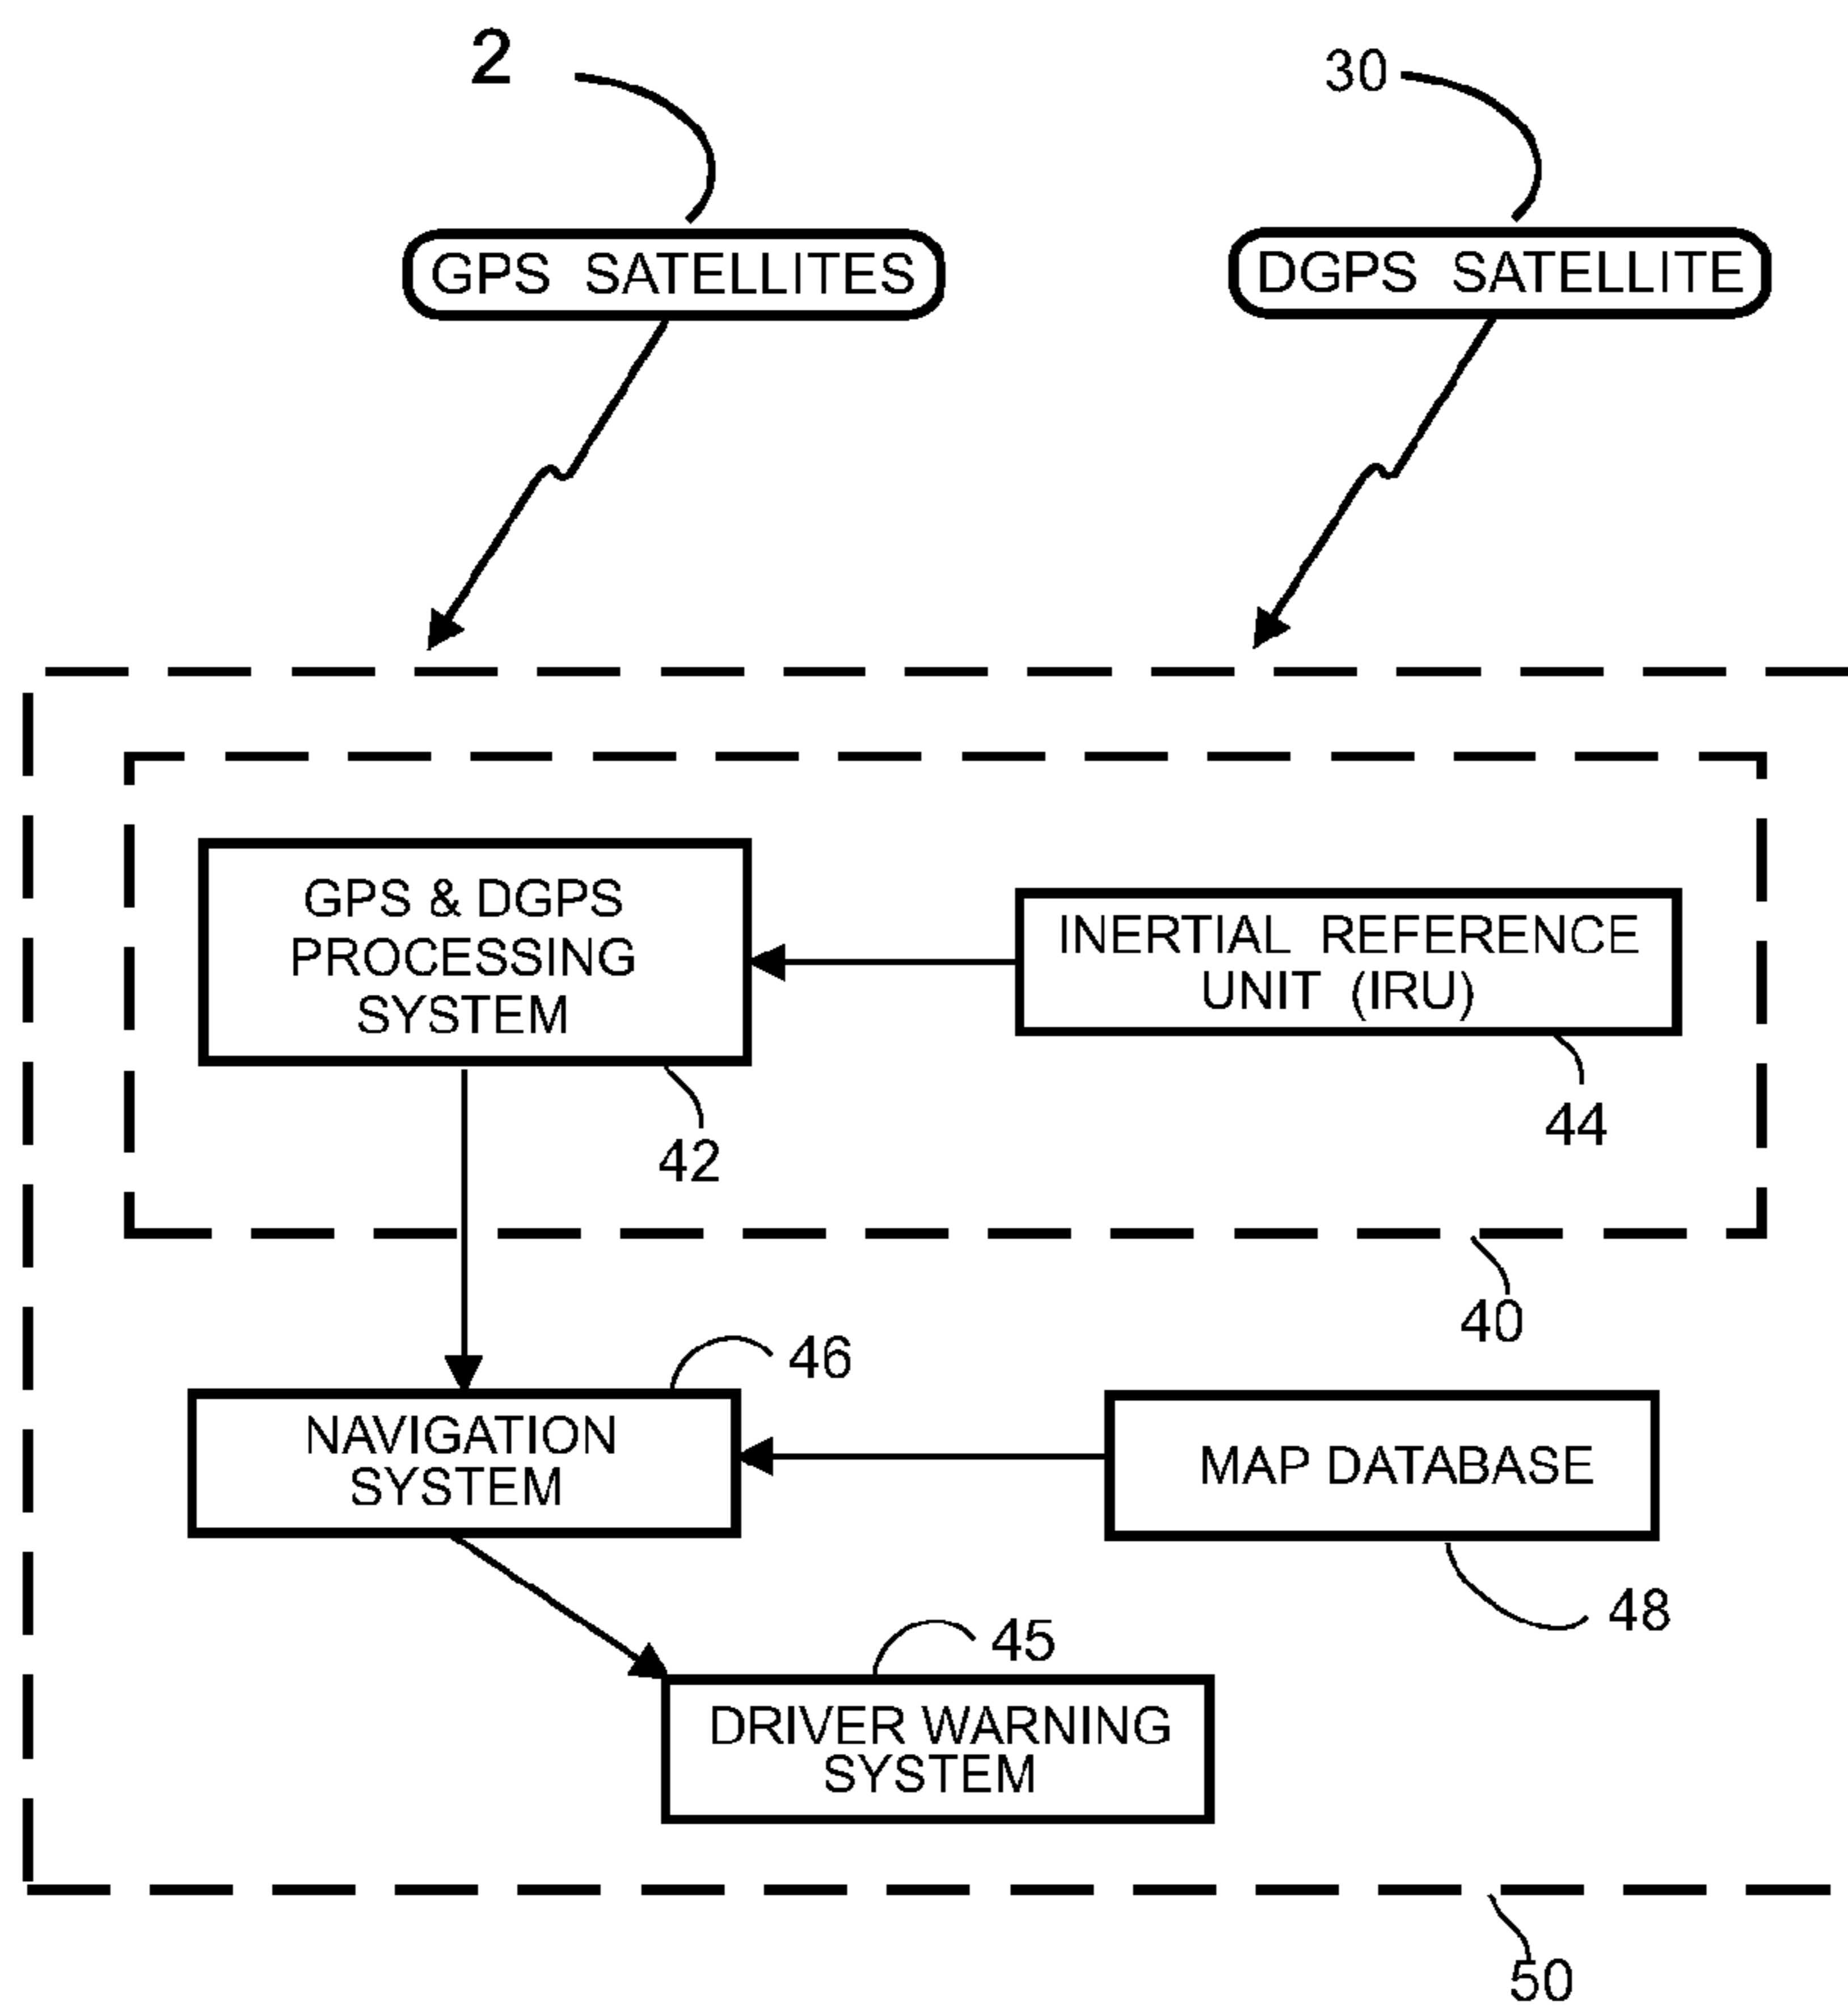 2
30
GPS SATELLITES
DGPS SATELLITE
GPS & DGPS
PROCESSING
SYSTEM
INERTIAL REFERENCE
UNIT (IRU)
42
44
40
46
NAVIGATION
SYSTEM
MAP DATABASE
48
45
DRIVER WARNING
SYSTEM
50